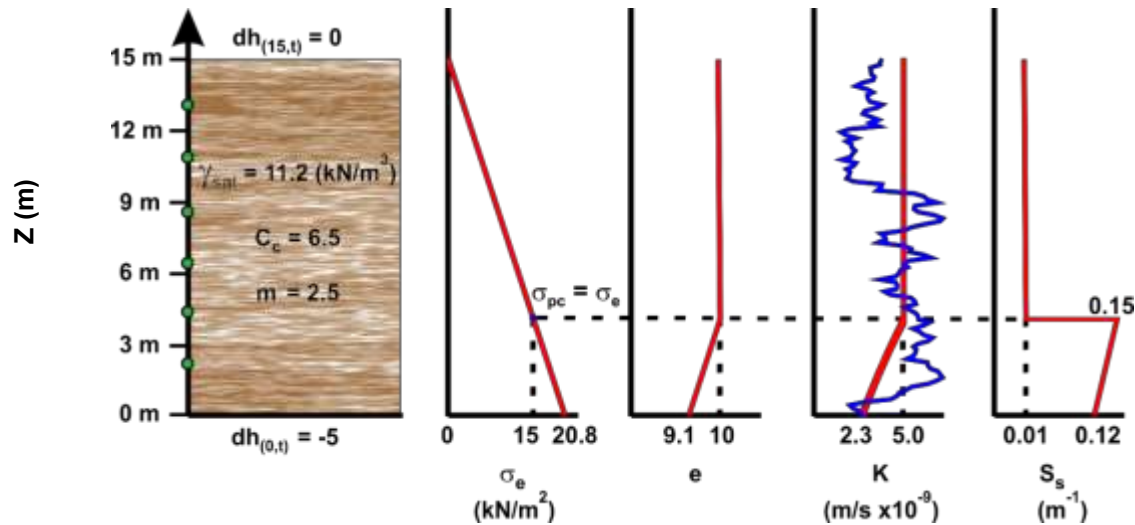 dh(15,t) = 0
15 m
12 m
9 m
6 m
3 m
0 m
Z (m)
γsat = 11.2 (kN/m³)
Cc = 6.5
m = 2.5
dh(0,t) = -5
σpc = σe
0.15
0 15 20.8
σe
(kN/m²)
9.1 10
e
2.3 5.0
K
(m/s x10⁻⁹)
0.01 0.12
Ss
(m⁻¹)